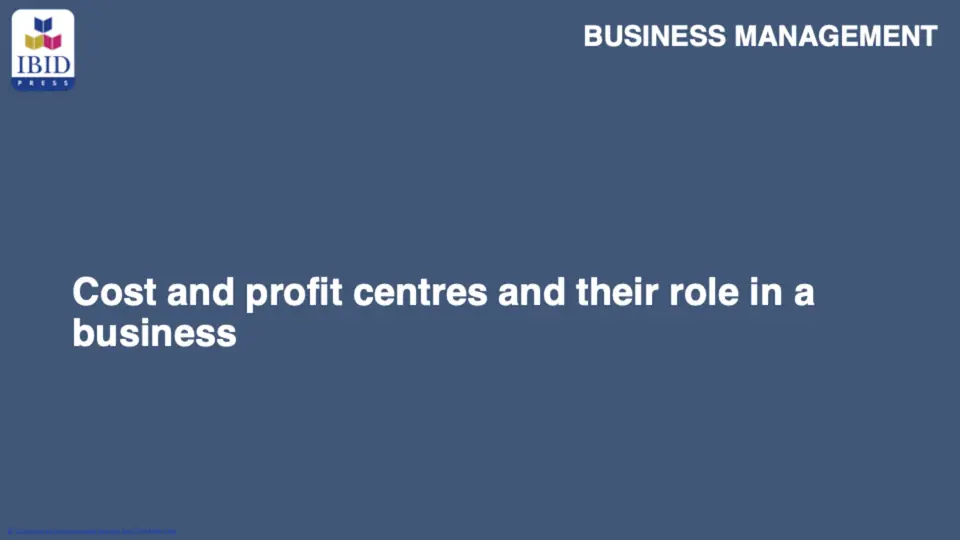 IBID
PRESS
BUSINESS MANAGEMENT
Cost and profit centres and their role in a
business